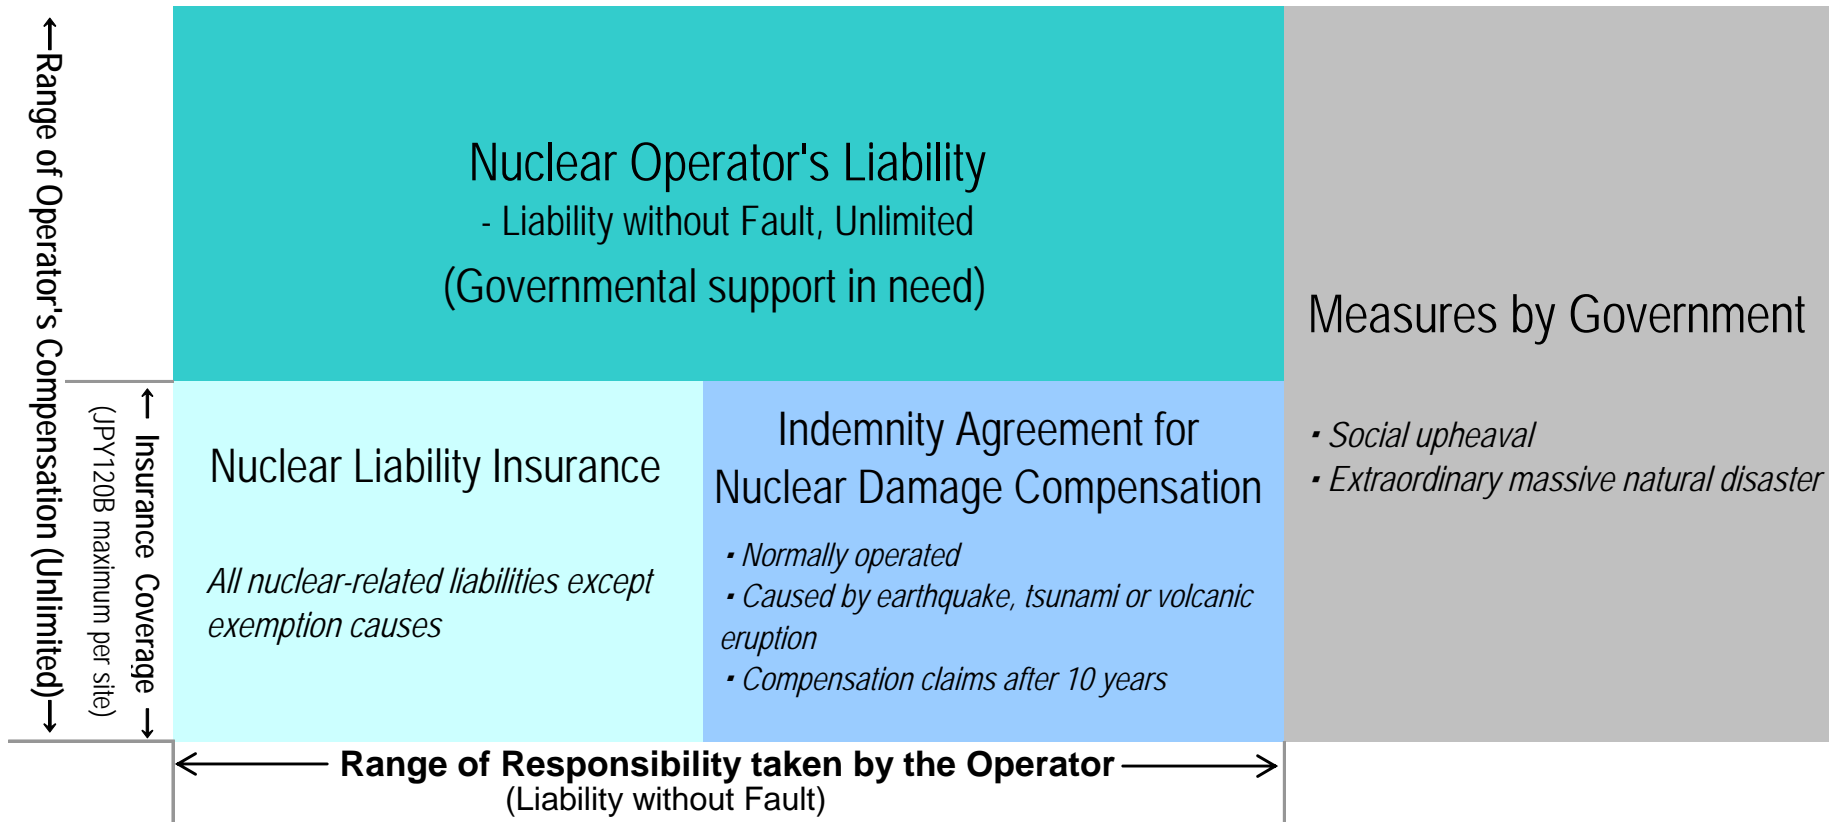 ←Range of Operator's Compensation (Unlimited)→
← Insurance Coverage →
(JPY120B maximum per site)
Nuclear Operator's Liability
- Liability without Fault, Unlimited
(Governmental support in need)
Nuclear Liability Insurance
All nuclear-related liabilities except
exemption causes
Indemnity Agreement for
Nuclear Damage Compensation
・Normally operated
・Caused by earthquake, tsunami or volcanic
eruption
・Compensation claims after 10 years
Measures by Government
・Social upheaval
・Extraordinary massive natural disaster
Range of Responsibility taken by the Operator
(Liability without Fault)